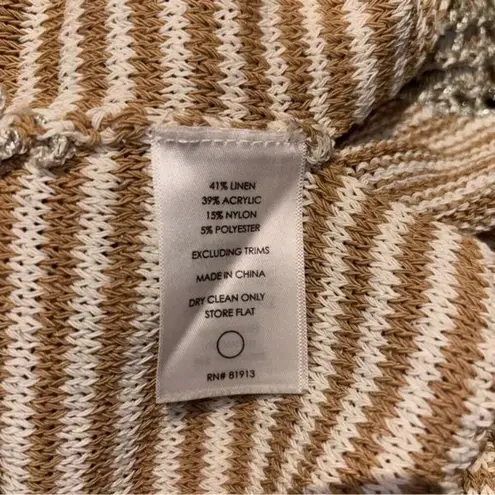 41% LINEN
39% ACRYLIC
15% NYLON
5% POLYESTER
EXCLUDING TRIMS
MADE IN CHINA
DRY CLEAN ONLY
STORE FLAT
RN# 81913